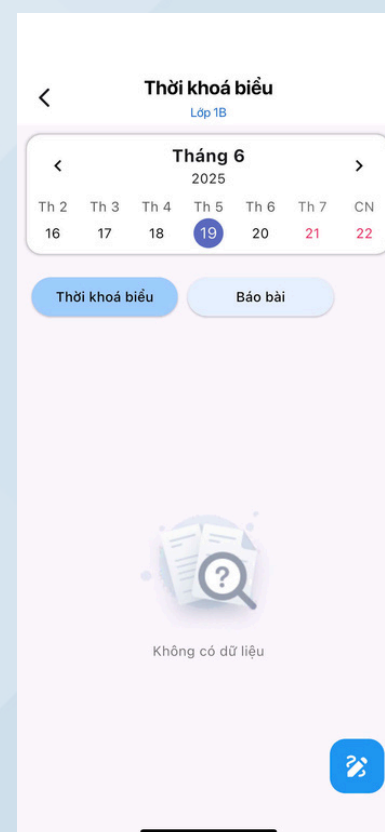 Thời khoá biểu
Lớp 1B
Tháng 6
2025
Th 2 Th 3 Th 4 Th 5 Th 6 Th 7 CN
16 17 18 19 20 21 22
Thời khoá biểu Báo bài
?
Không có dữ liệu